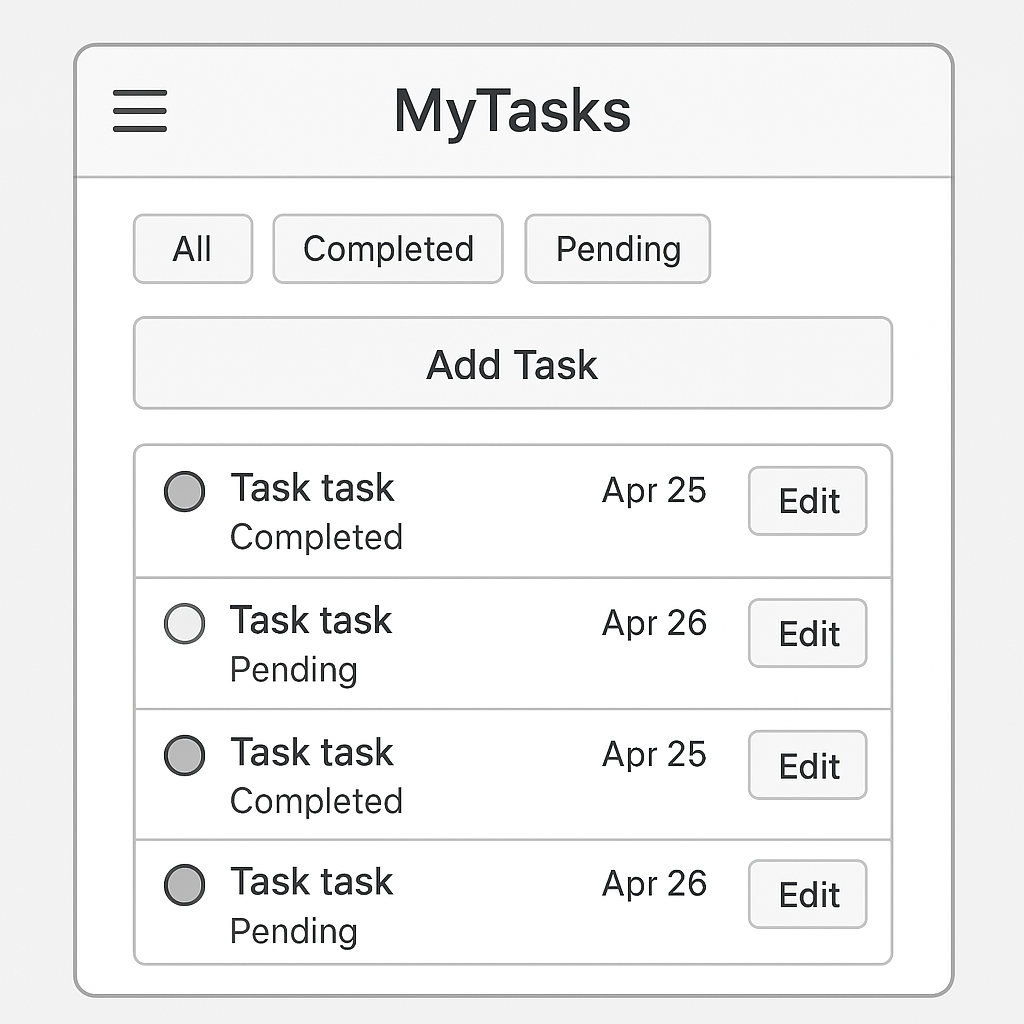 MyTasks
All Completed Pending
Add Task
Task task Apr 25 Edit
Completed
Task task Apr 26 Edit
Pending
Task task Apr 25 Edit
Completed
Task task Apr 26 Edit
Pending